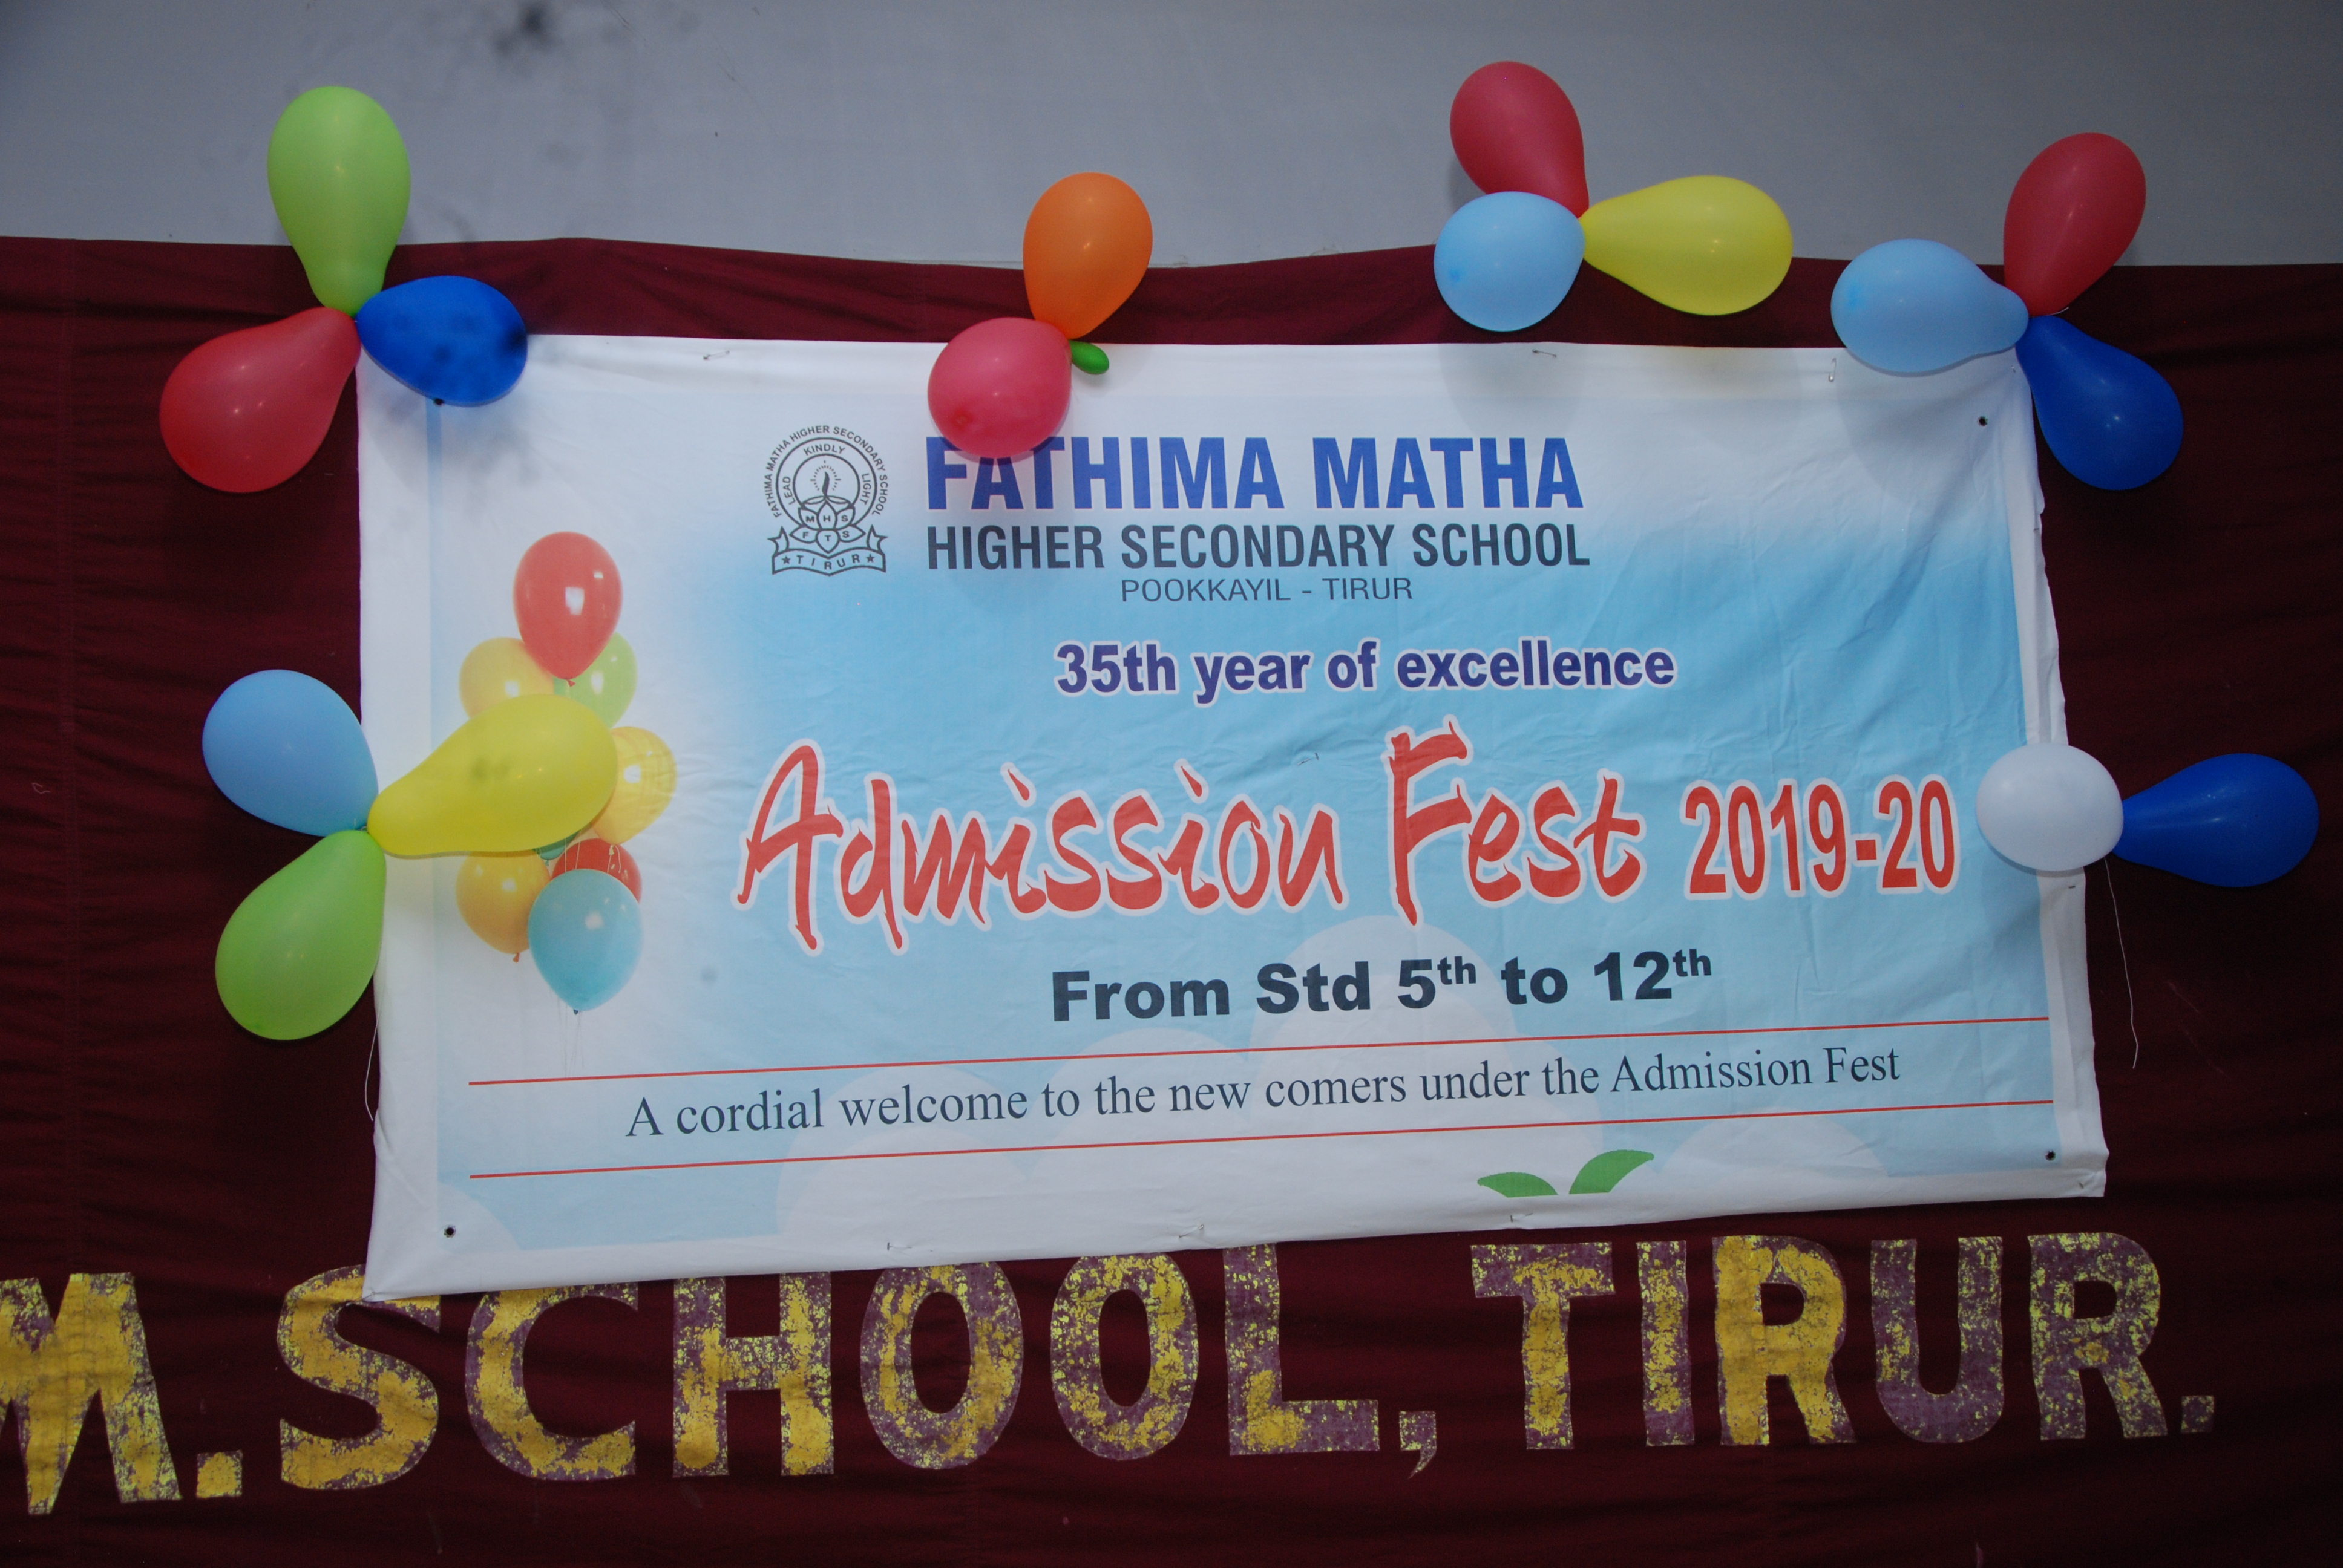 FATHIMA MATHA HIGHER SECONDARY SCHOOL
LEAD KINDLY LIGHT
M H S
F T S
TIRUR
FATHIMA MATHA
HIGHER SECONDARY SCHOOL
POOKKAYIL - TIRUR
35th year of excellence
Admission Fest 2019-20
From Std 5th to 12th
A cordial welcome to the new comers under the Admission Fest
M.SCHOOL, TIRUR.